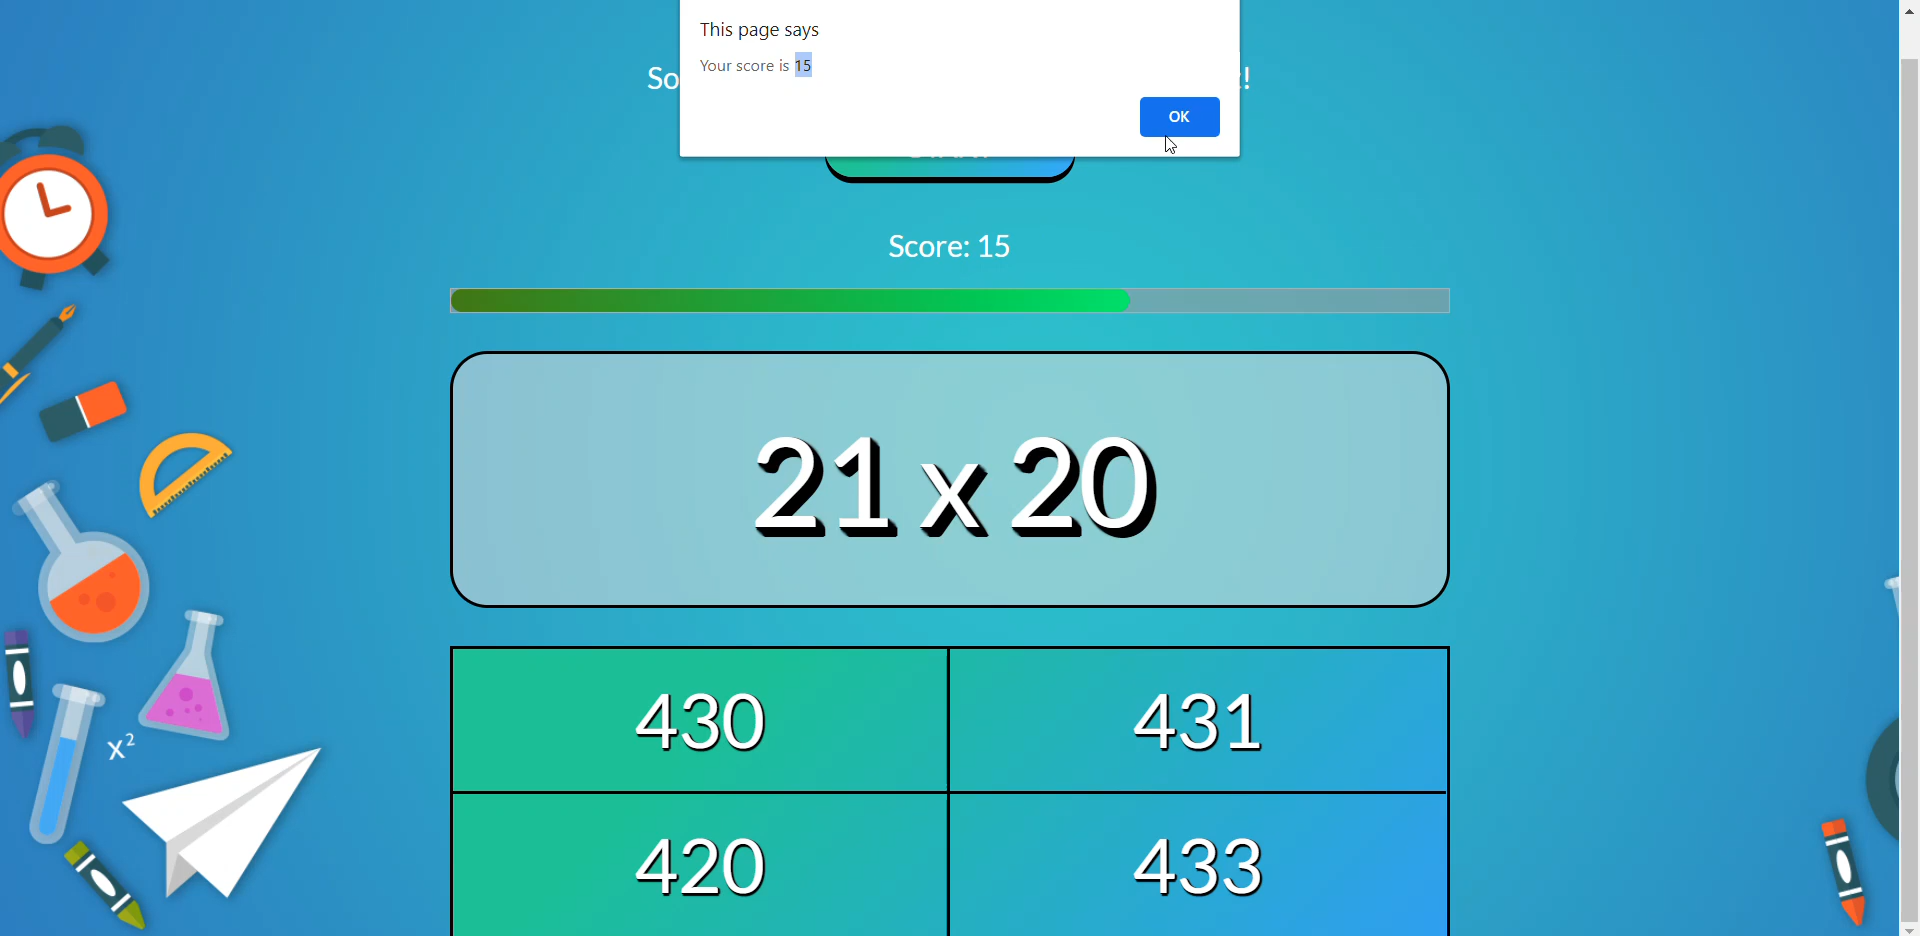 This page says
Your score is 15
So
!
OK
Score: 15
21 x 20
430
431
420
433
x²